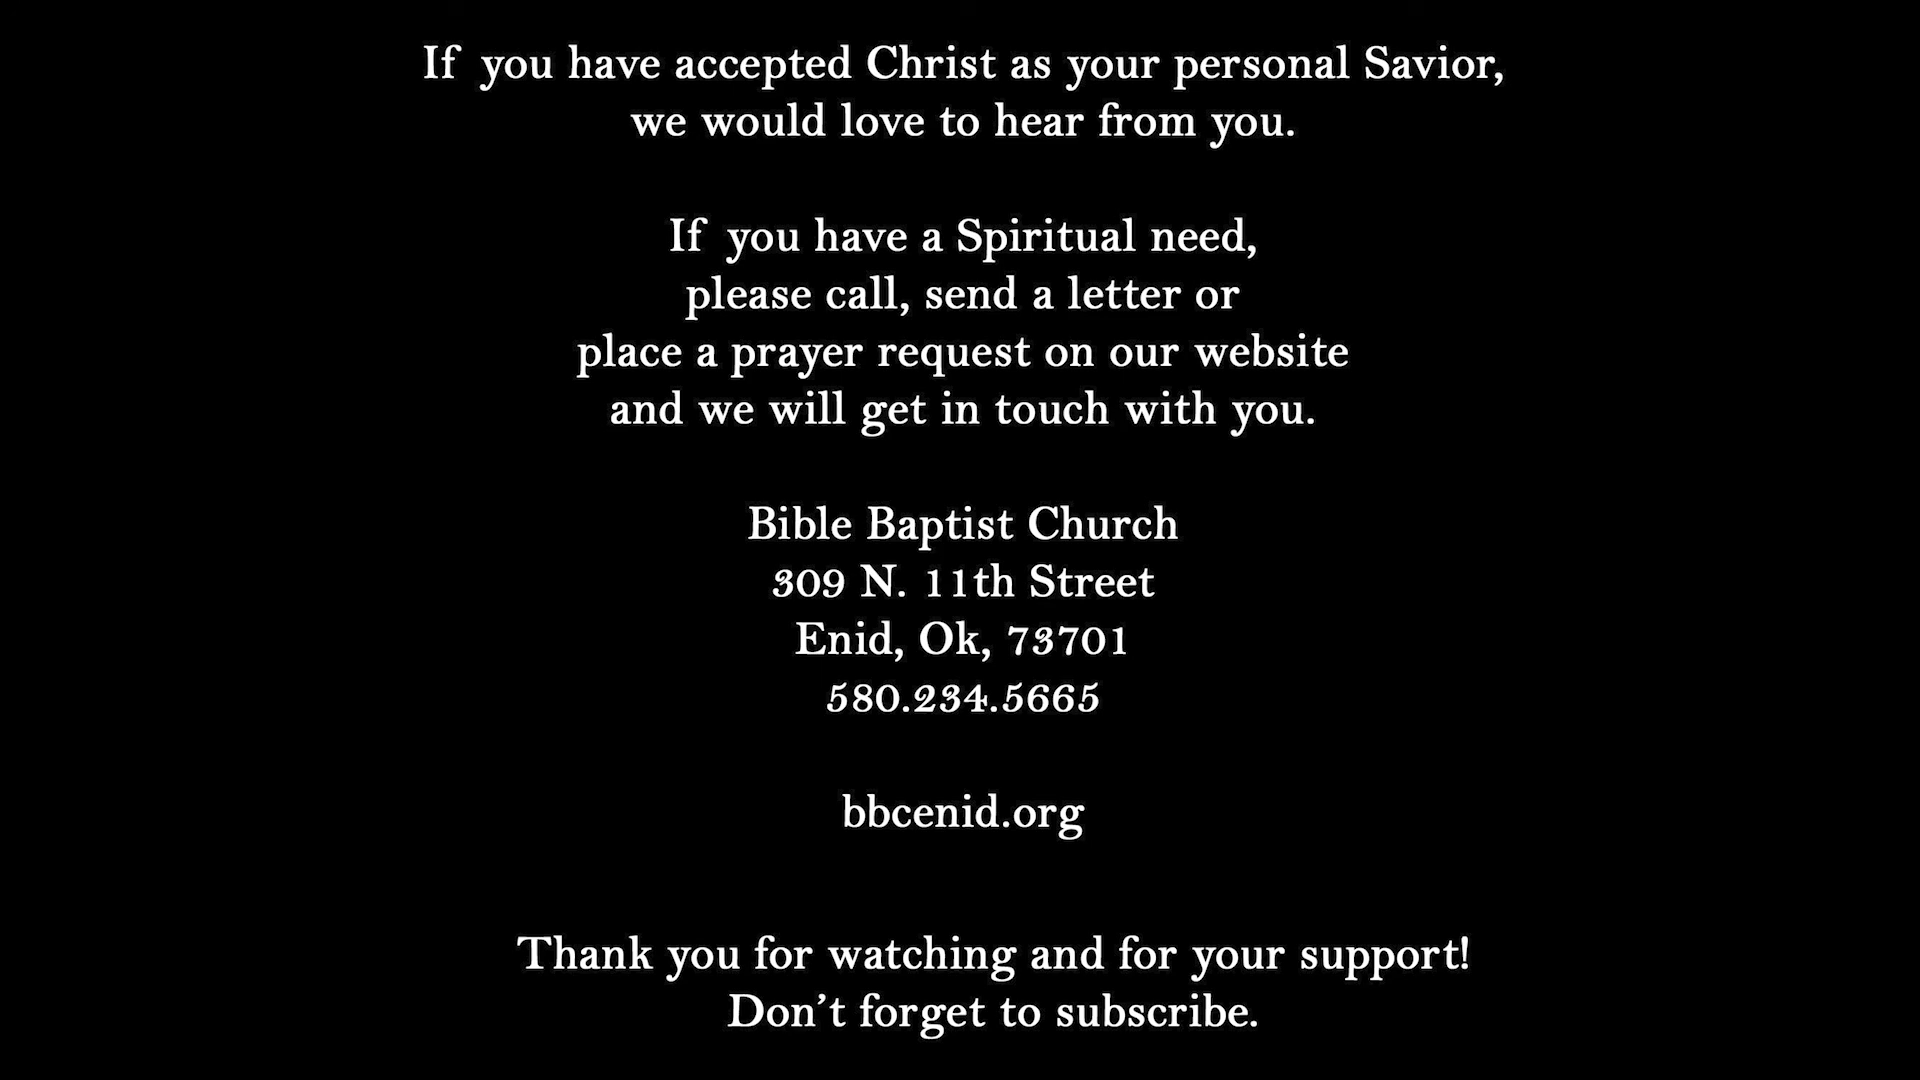 If you have accepted Christ as your personal Savior,
we would love to hear from you.
If you have a Spiritual need,
please call, send a letter or
place a prayer request on our website
and we will get in touch with you.
Bible Baptist Church
309 N. 11th Street
Enid, Ok, 73701
580.234.5665
bbcenid.org
Thank you for watching and for your support!
Don’t forget to subscribe.